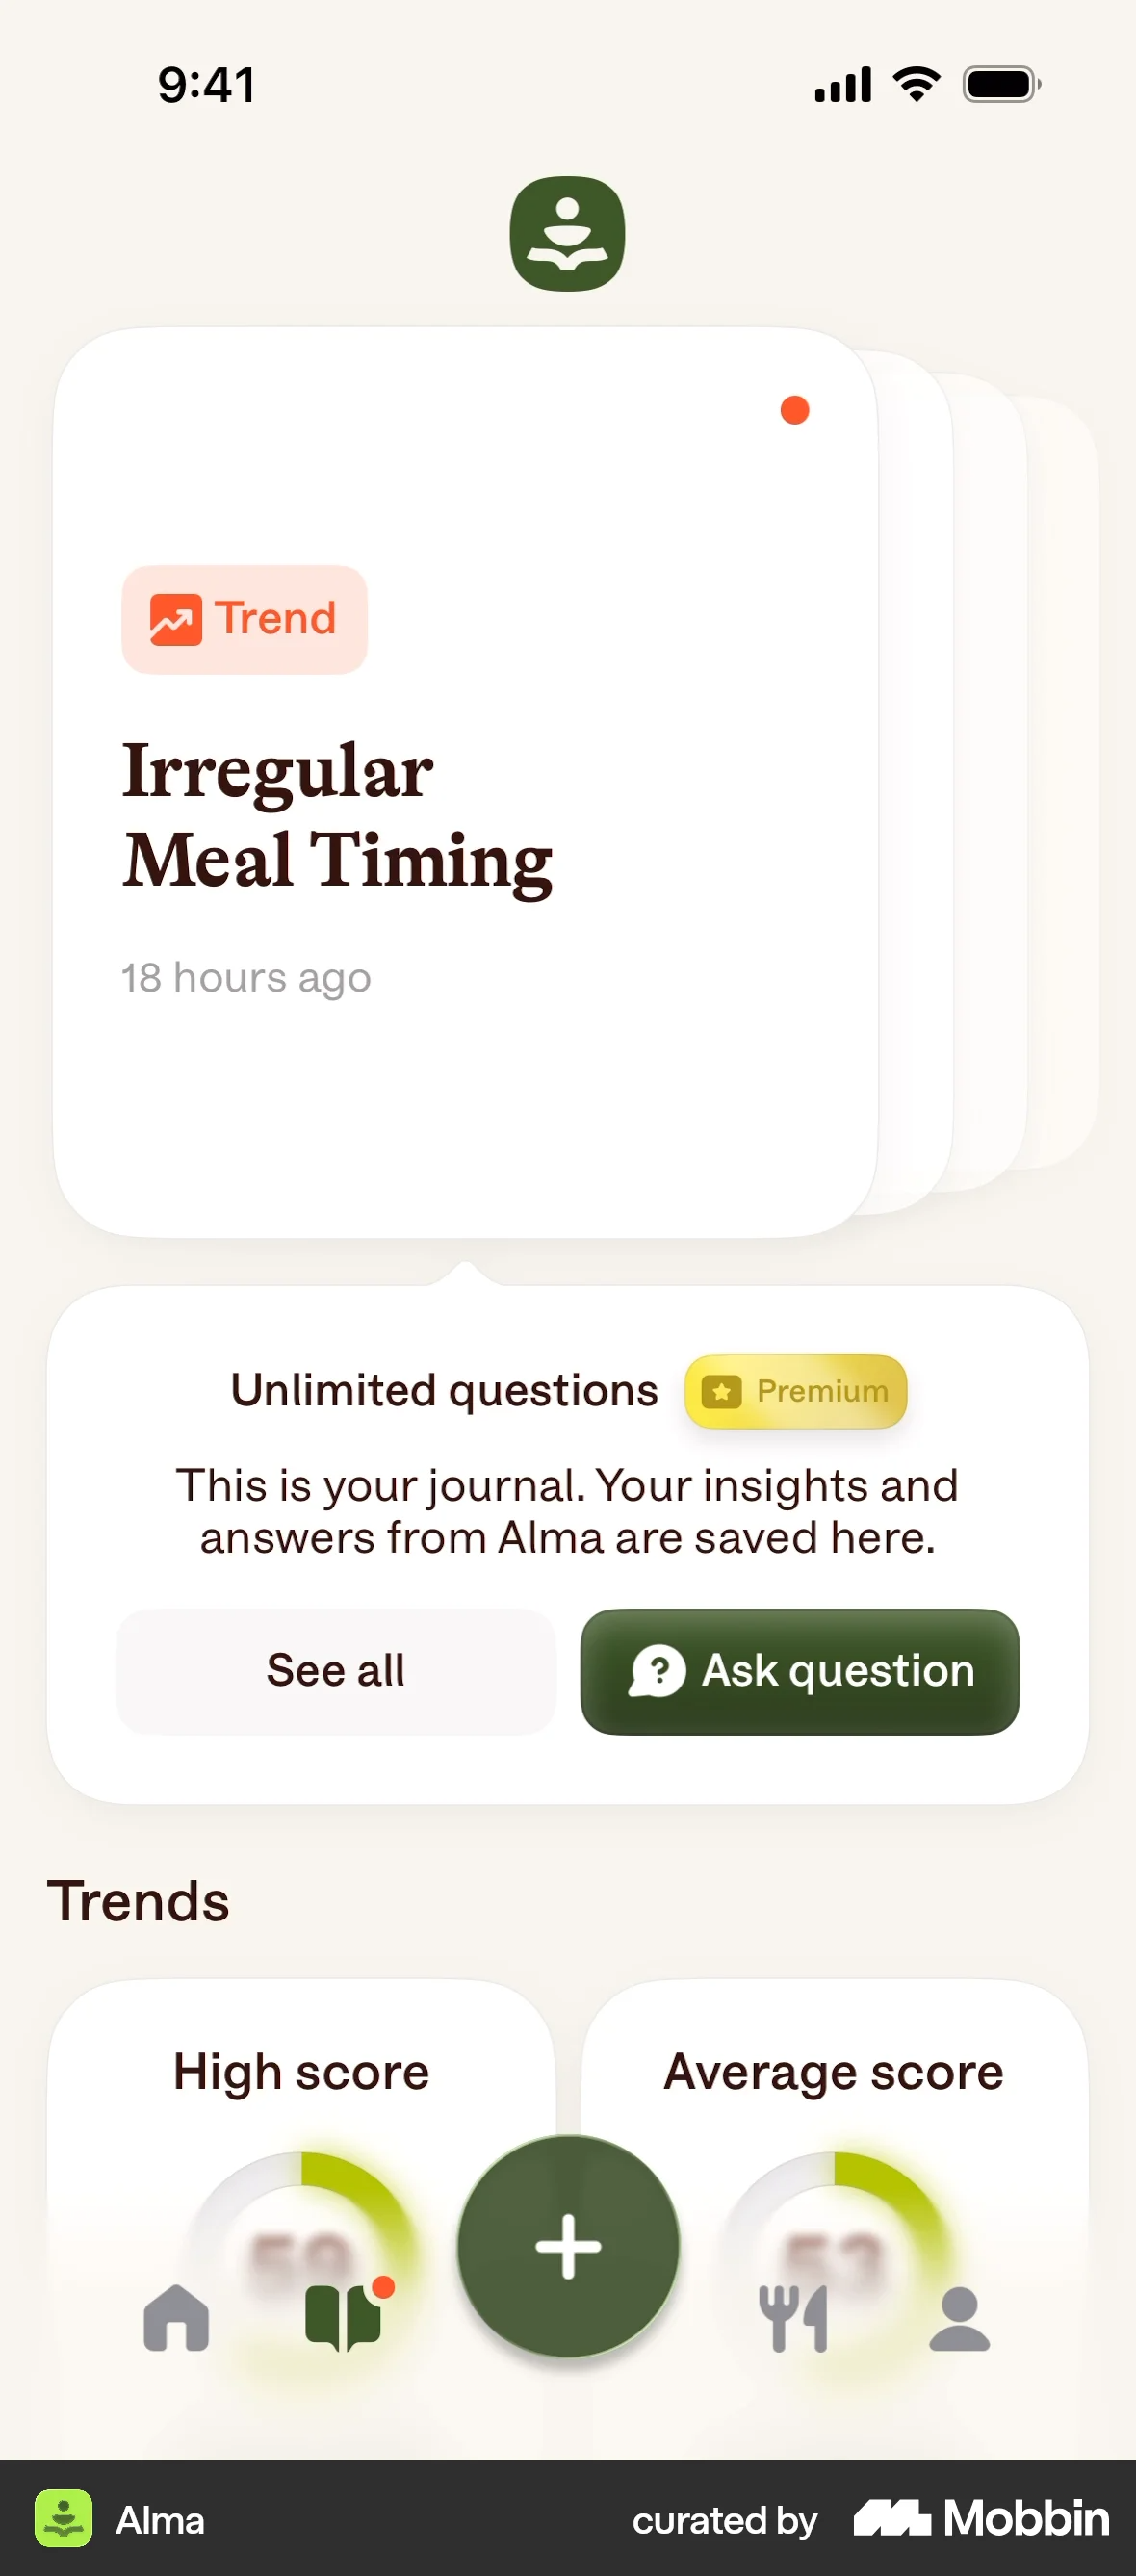 9:41
Trend
Irregular
Meal Timing
18 hours ago
Unlimited questions Premium
This is your journal. Your insights and
answers from Alma are saved here.
See all
Ask question
Trends
High score
Average score
59
53
Alma
curated by Mobbin